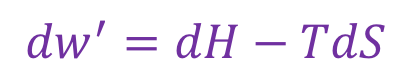 dw′ = dH − TdS